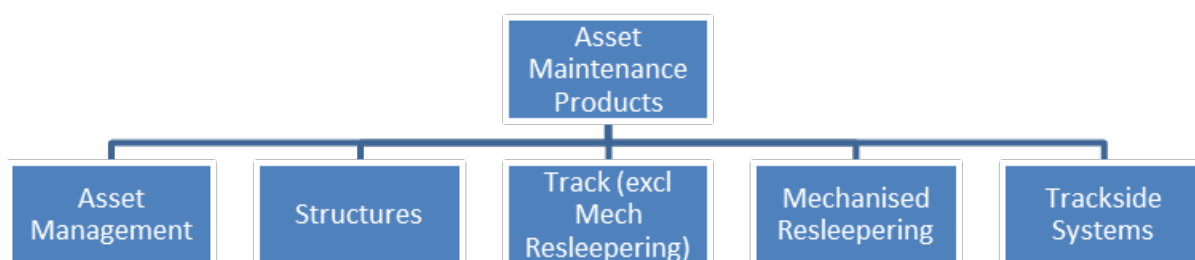 Asset
Maintenance
Products
Asset
Management
Structures
Track (excl
Mech
Resleepering)
Mechanised
Resleepering
Trackside
Systems